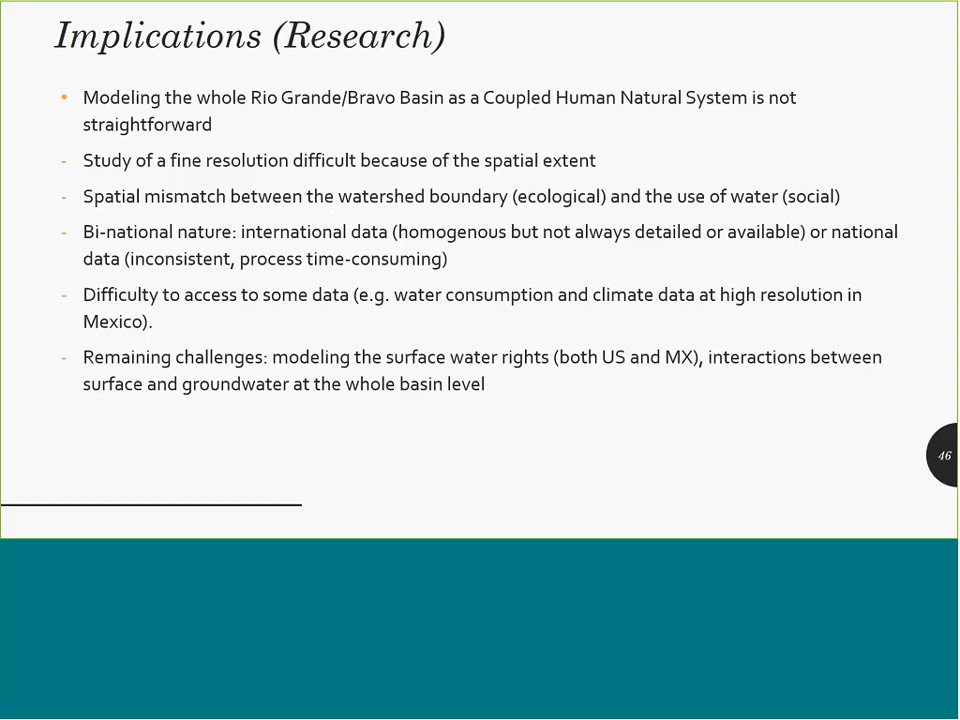 Implications (Research)
• Modeling the whole Rio Grande/Bravo Basin as a Coupled Human Natural System is not
straightforward
- Study of a fine resolution difficult because of the spatial extent
- Spatial mismatch between the watershed boundary (ecological) and the use of water (social)
- Bi-national nature: international data (homogenous but not always detailed or available) or national
data (inconsistent, process time-consuming)
- Difficulty to access to some data (e.g. water consumption and climate data at high resolution in
Mexico).
- Remaining challenges: modeling the surface water rights (both US and MX), interactions between
surface and groundwater at the whole basin level
46